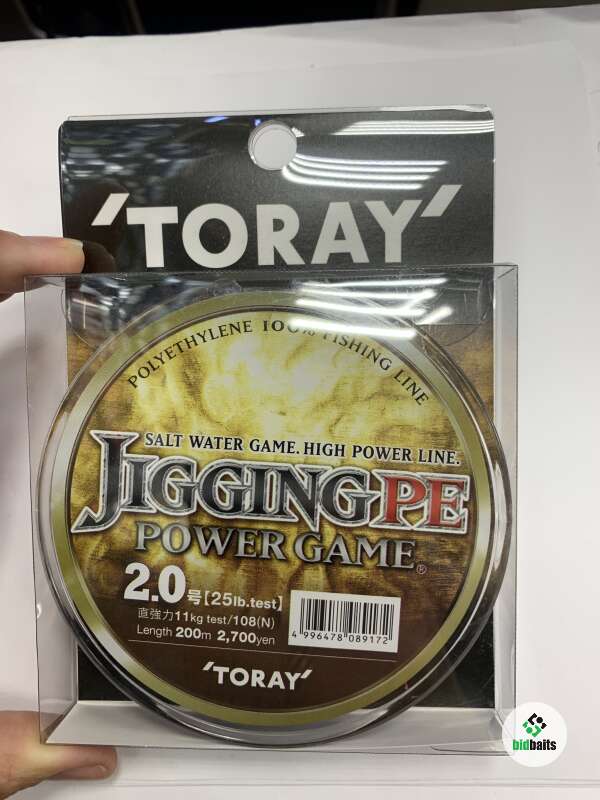 'TORAY'
POLYETHYLENE 100% FISHING LINE
SALT WATER GAME. HIGH POWER LINE.
JIGGING PE
POWER GAME®
2.0号【25lb.test】
直強力11kg test/108(N)
Length 200m 2,700yen
4 996478 089172
'TORAY'
bidbaits